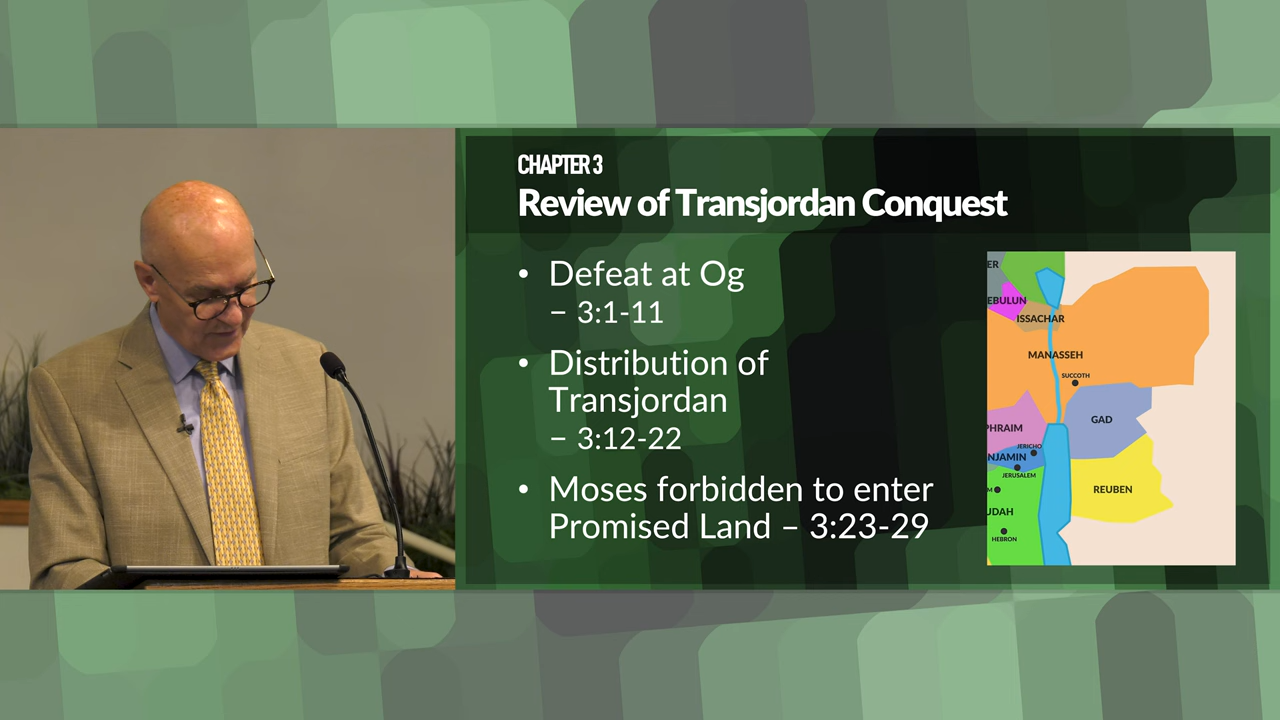 CHAPTER 3
Review of Transjordan Conquest
• Defeat at Og
– 3:1-11
• Distribution of
Transjordan
– 3:12-22
• Moses forbidden to enter
Promised Land – 3:23-29
ER
EBULUN
ISSACHAR
MANASSEH
SUCCOTH
GAD
PHRAIM
JERICHO
NJAMIN
JERUSALEM
M
REUBEN
UDAH
HEBRON